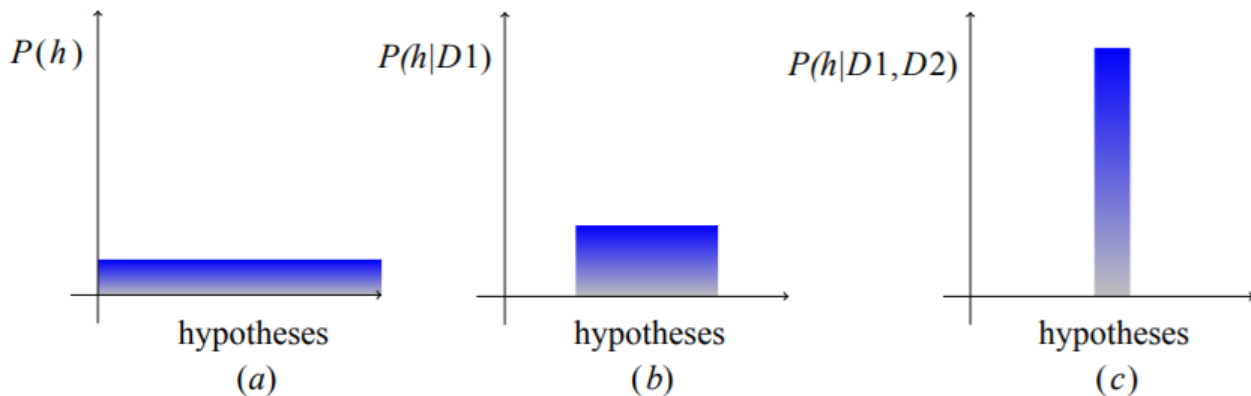 P(h)
P(h|D1)
P(h|D1,D2)
hypotheses
hypotheses
hypotheses
(a)
(b)
(c)